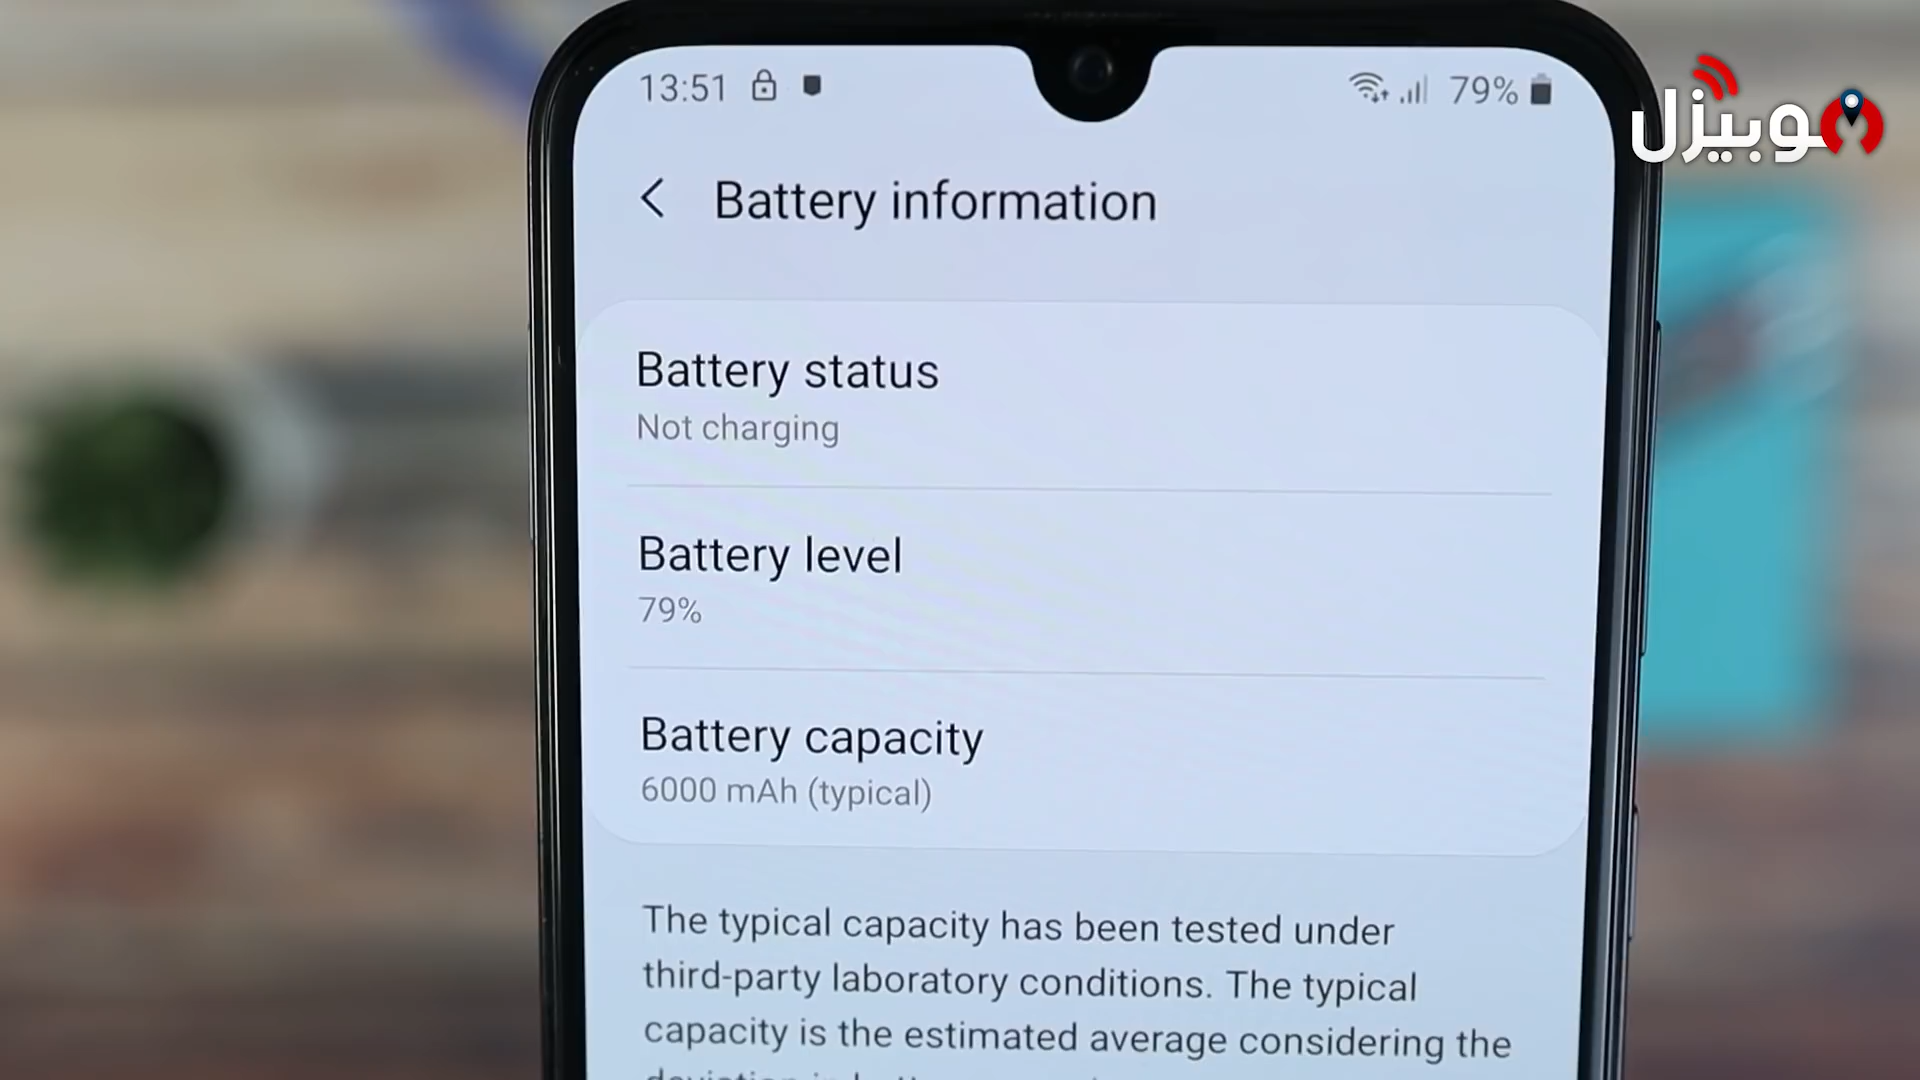 13:51
79%
موبيزل
Battery information
Battery status
Not charging
Battery level
79%
Battery capacity
6000 mAh (typical)
The typical capacity has been tested under
third-party laboratory conditions. The typical
capacity is the estimated average considering the